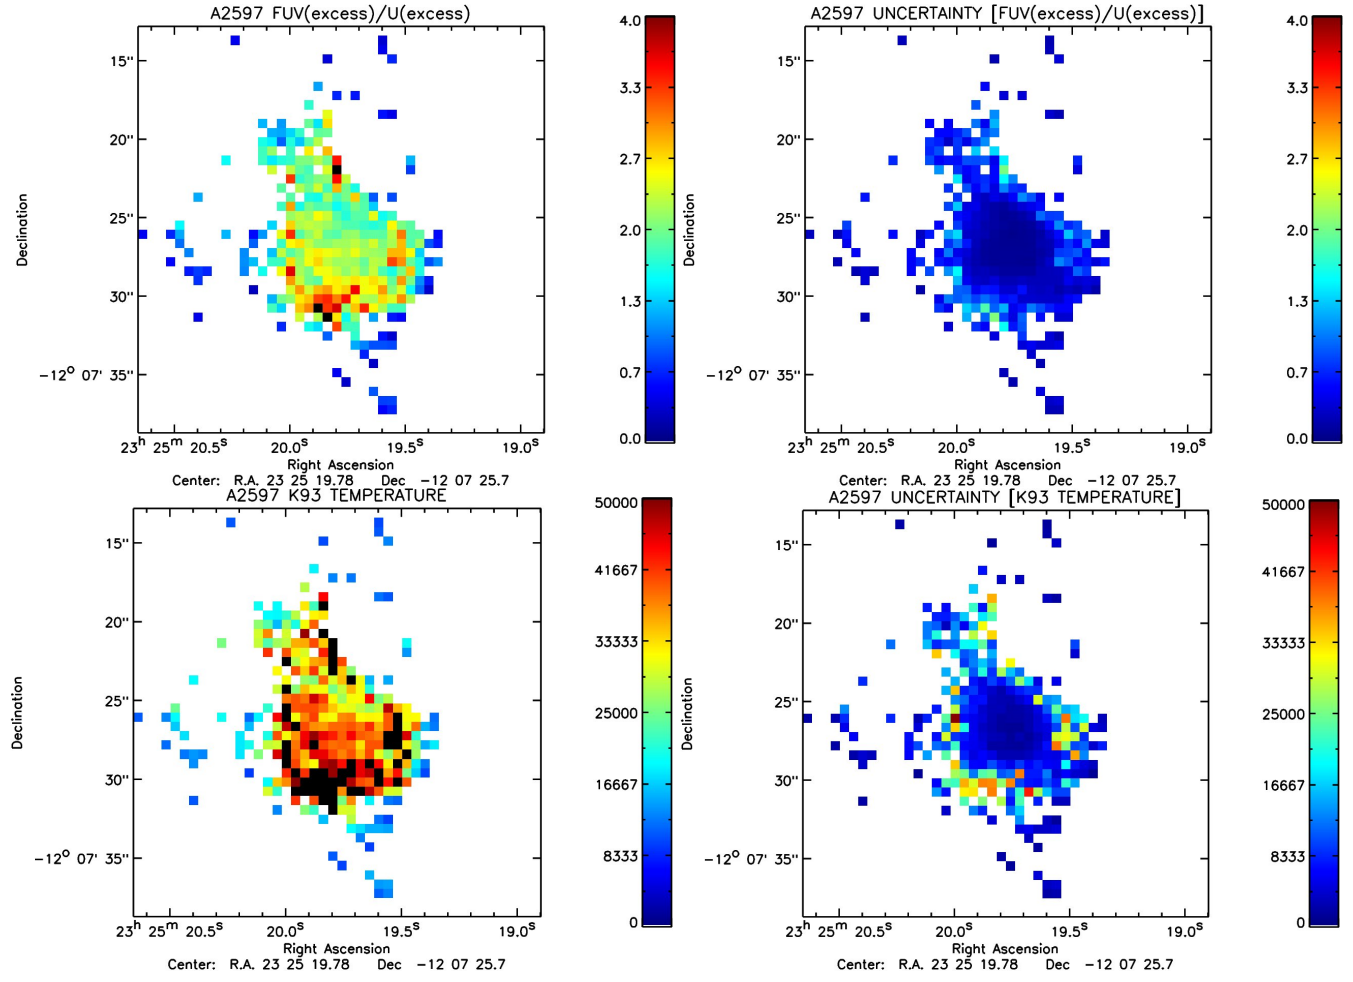 A2597 FUV(excess)/U(excess)
4.0
3.3
2.7
2.0
1.3
0.7
0.0
15"
20"
25"
30"
−12° 07' 35"
Declination
23ʰ 25ᵐ 20.5ˢ 20.0ˢ 19.5ˢ 19.0ˢ
Right Ascension
Center: R.A. 23 25 19.78 Dec −12 07 25.7
A2597 UNCERTAINTY [FUV(excess)/U(excess)]
4.0
3.3
2.7
2.0
1.3
0.7
0.0
15"
20"
25"
30"
−12° 07' 35"
Declination
23ʰ 25ᵐ 20.5ˢ 20.0ˢ 19.5ˢ 19.0ˢ
Right Ascension
Center: R.A. 23 25 19.78 Dec −12 07 25.7
A2597 K93 TEMPERATURE
50000
41667
33333
25000
16667
8333
0
15"
20"
25"
30"
−12° 07' 35"
Declination
23ʰ 25ᵐ 20.5ˢ 20.0ˢ 19.5ˢ 19.0ˢ
Right Ascension
Center: R.A. 23 25 19.78 Dec −12 07 25.7
A2597 UNCERTAINTY [K93 TEMPERATURE]
50000
41667
33333
25000
16667
8333
0
15"
20"
25"
30"
−12° 07' 35"
Declination
23ʰ 25ᵐ 20.5ˢ 20.0ˢ 19.5ˢ 19.0ˢ
Right Ascension
Center: R.A. 23 25 19.78 Dec −12 07 25.7